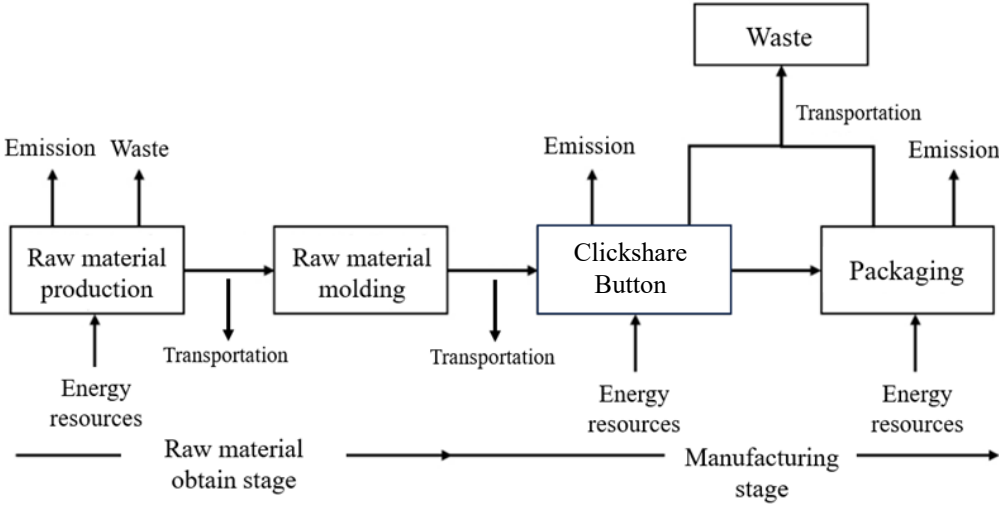 Waste
Transportation
Emission Waste
Emission
Emission
Raw material
production
Raw material
molding
Clickshare
Button
Packaging
Transportation
Transportation
Energy
resources
Energy
resources
Energy
resources
Raw material
obtain stage
Manufacturing
stage